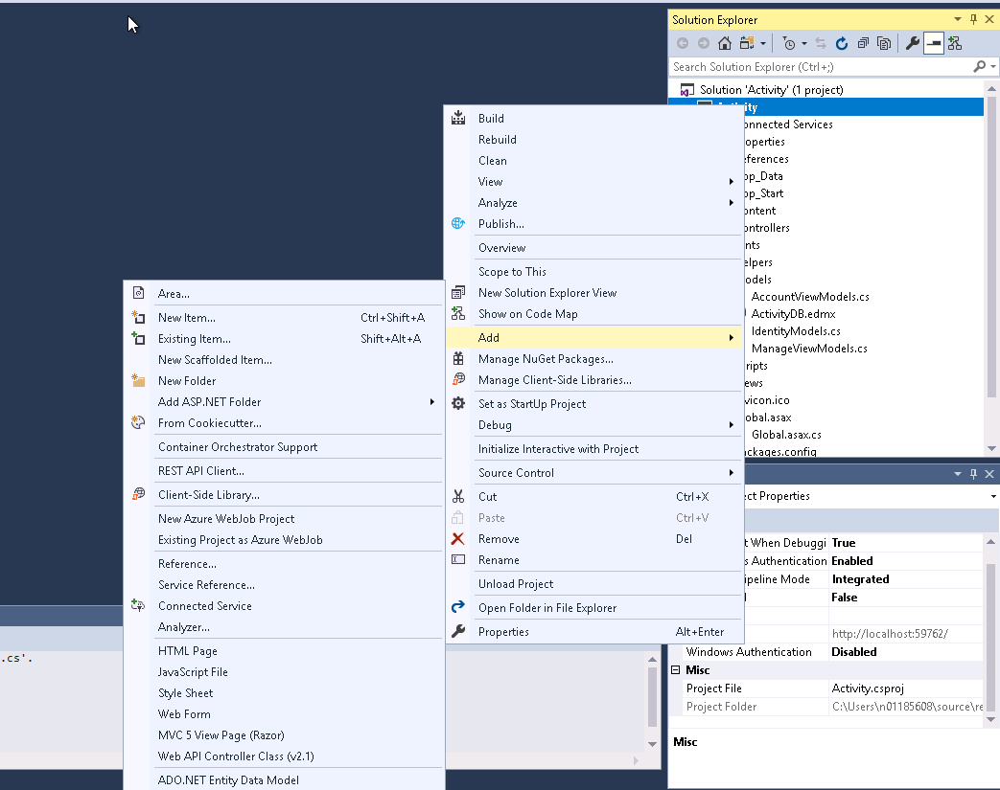 Solution Explorer
Search Solution Explorer (Ctrl+;)
Solution 'Activity' (1 project)
onnected Services
operties
eferences
pp_Data
pp_Start
ontent
ontrollers
nts
elpers
odels
AccountViewModels.cs
ActivityDB.edmx
IdentityModels.cs
ManageViewModels.cs
ripts
ews
vicon.ico
obal.asax
Global.asax.cs
ackages.config
Build
Rebuild
Clean
View
Analyze
Publish...
Overview
Scope to This
New Solution Explorer View
Show on Code Map
Add
Manage NuGet Packages...
Manage Client-Side Libraries...
Set as StartUp Project
Debug
Initialize Interactive with Project
Source Control
Cut Ctrl+X
Paste Ctrl+V
Remove Del
Rename
Unload Project
Open Folder in File Explorer
Properties Alt+Enter
Area...
New Item... Ctrl+Shift+A
Existing Item... Shift+Alt+A
New Scaffolded Item...
New Folder
Add ASP.NET Folder
From Cookiecutter...
Container Orchestrator Support
REST API Client...
Client-Side Library...
New Azure WebJob Project
Existing Project as Azure WebJob
Reference...
Service Reference...
Connected Service
Analyzer...
HTML Page
JavaScript File
Style Sheet
Web Form
MVC 5 View Page (Razor)
Web API Controller Class (v2.1)
ADO.NET Entity Data Model
.cs'.
ct Properties
t When Debuggi True
s Authentication Enabled
ipeline Mode Integrated
False
http://localhost:59762/
Windows Authentication Disabled
Misc
Project File Activity.csproj
Project Folder C:\Users\n01185608\source\re
Misc